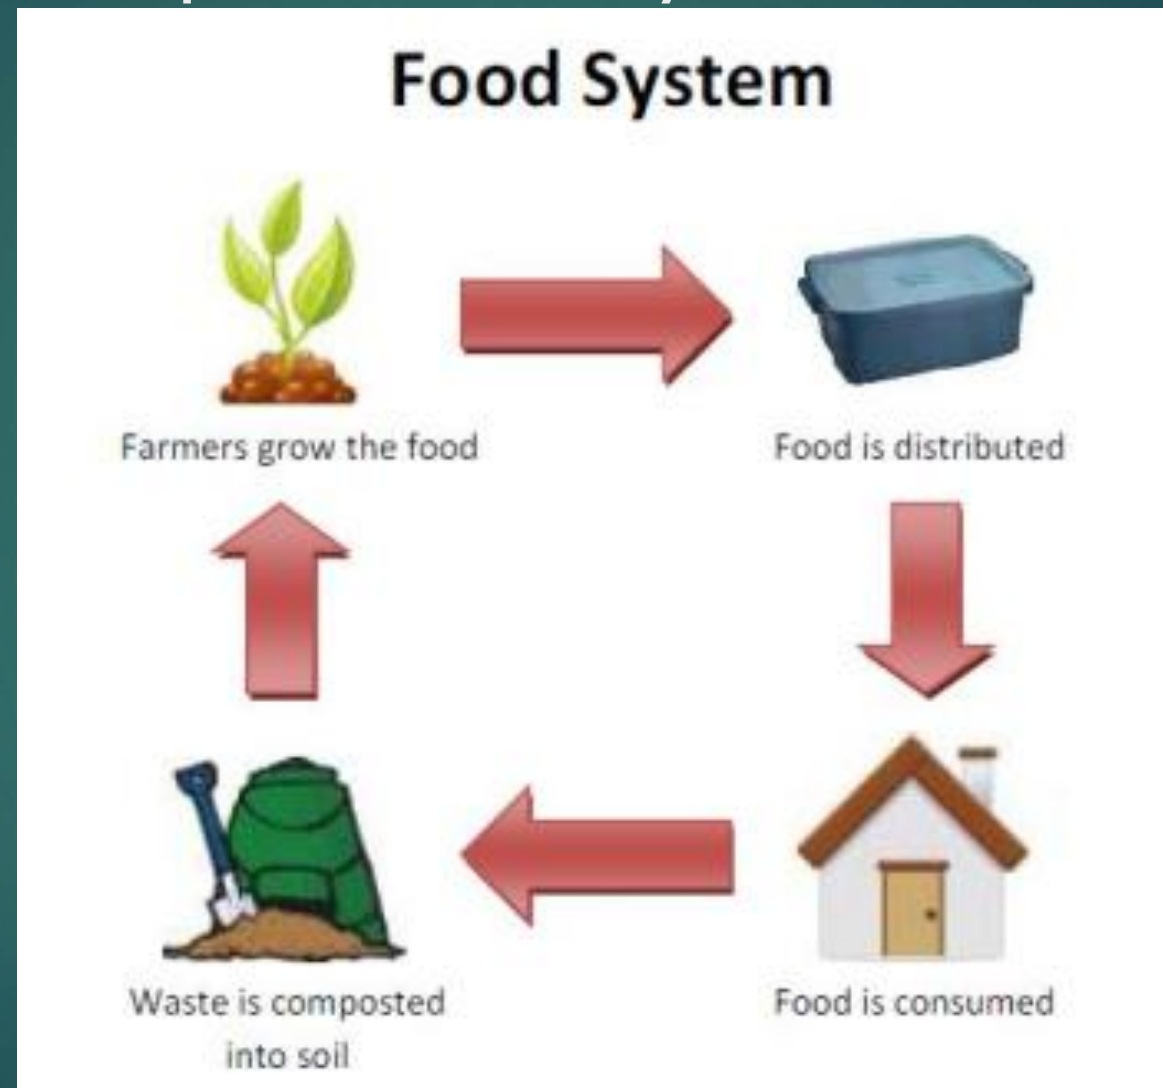 Food System
Farmers grow the food
Food is distributed
Waste is composted
into soil
Food is consumed